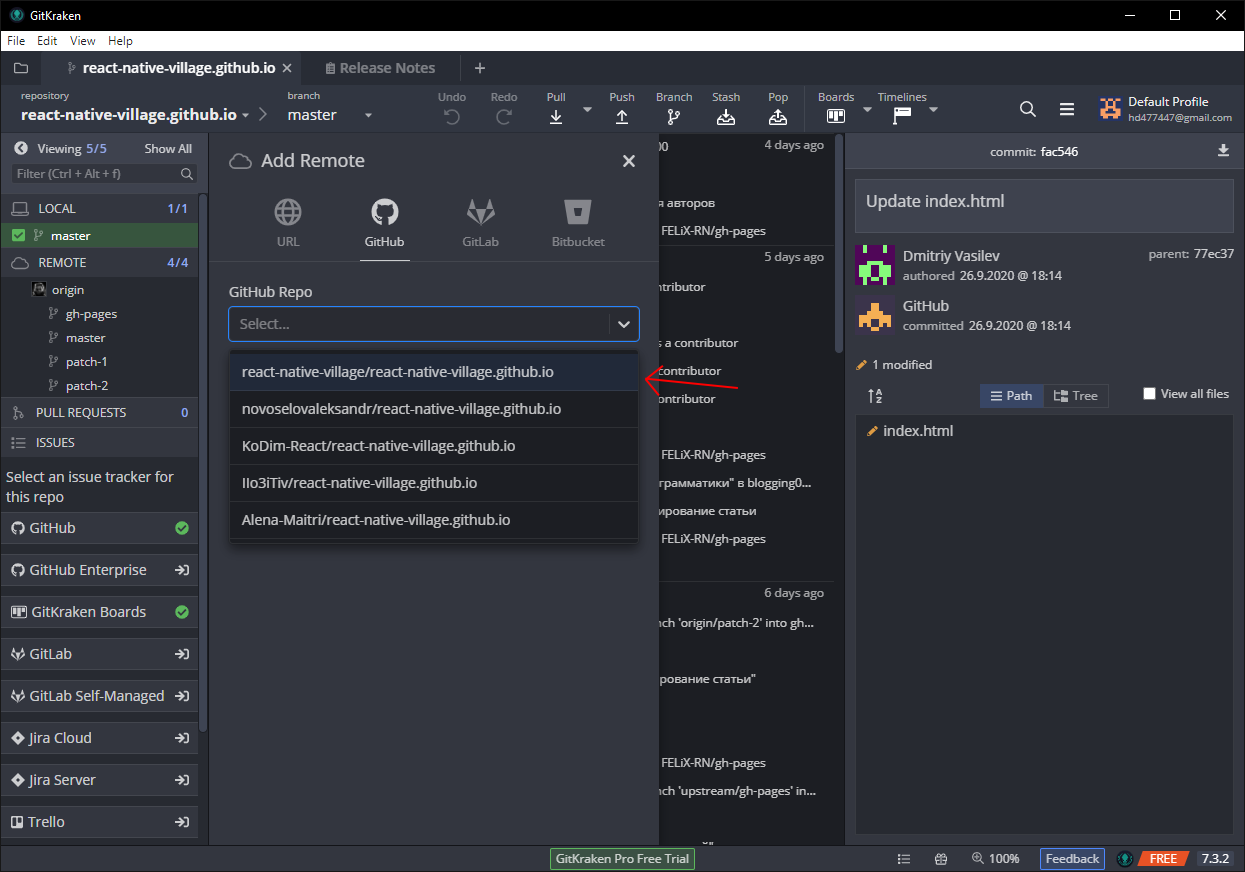 GitKraken
File Edit View Help
react-native-village.github.io
Release Notes
repository
react-native-village.github.io
branch
master
Undo Redo Pull Push Branch Stash Pop Boards Timelines
Default Profile
hd477447@gmail.com
Viewing 5/5 Show All
Filter (Ctrl + Alt + f)
LOCAL 1/1
master
REMOTE 4/4
origin
gh-pages
master
patch-1
patch-2
PULL REQUESTS 0
ISSUES
Select an issue tracker for
this repo
GitHub
GitHub Enterprise
GitKraken Boards
GitLab
GitLab Self-Managed
Jira Cloud
Jira Server
Trello
Add Remote
URL GitHub GitLab Bitbucket
GitHub Repo
Select...
react-native-village/react-native-village.github.io
novoselovaleksandr/react-native-village.github.io
KoDim-React/react-native-village.github.io
IIo3iTiv/react-native-village.github.io
Alena-Maitri/react-native-village.github.io
4 days ago
я авторов
FELiX-RN/gh-pages
5 days ago
ntributor
s a contributor
contributor
ontributor
FELiX-RN/gh-pages
грамматики" в blogging0...
ирование статьи
FELiX-RN/gh-pages
6 days ago
nch 'origin/patch-2' into gh...
рование статьи"
FELiX-RN/gh-pages
nch 'upstream/gh-pages' in...
commit: fac546
Update index.html
Dmitriy Vasilev
authored 26.9.2020 @ 18:14
parent: 77ec37
GitHub
committed 26.9.2020 @ 18:14
1 modified
Path Tree View all files
index.html
GitKraken Pro Free Trial
100%
Feedback
FREE
7.3.2